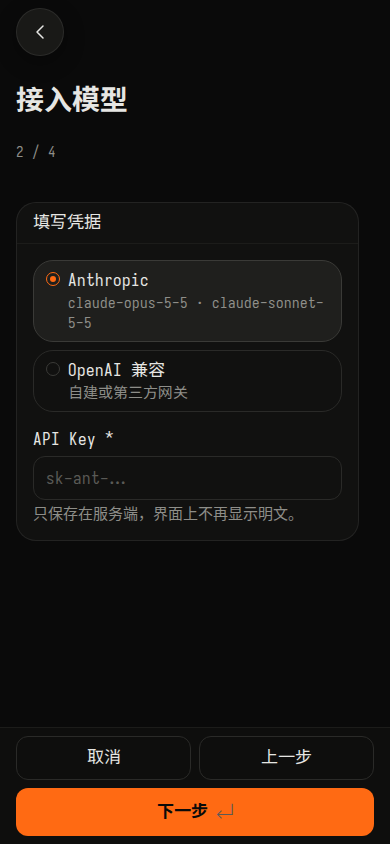 接入模型
2 / 4
填写凭据
Anthropic
claude-opus-5-5 · claude-sonnet-
5-5
OpenAI 兼容
自建或第三方网关
API Key *
sk-ant-...
只保存在服务端，界面上不再显示明文。
取消
上一步
下一步